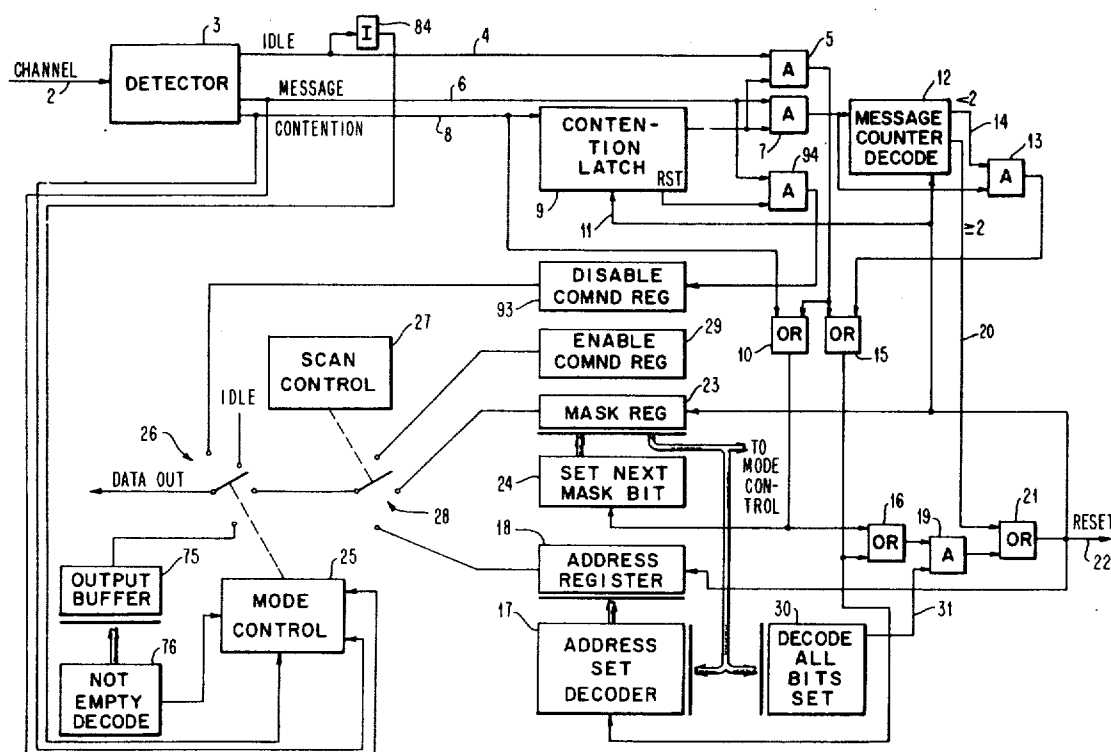 3
IDLE
I
84
4
5
A
CHANNEL
2
DETECTOR
MESSAGE
6
CONTENTION
8
CONTEN-
TION
LATCH
RST
9
11
A
7
94
A
12
MESSAGE
COUNTER
DECODE
<2
14
13
A
≥2
DISABLE
COMND REG
93
27
SCAN
CONTROL
29
ENABLE
COMND REG
OR
10
OR
15
20
IDLE
26
23
MASK REG
DATA OUT
28
24
SET NEXT
MASK BIT
TO
MODE
CON-
TROL
18
ADDRESS
REGISTER
16
OR
19
A
21
OR
RESET
22
75
OUTPUT
BUFFER
25
MODE
CONTROL
17
ADDRESS
SET
DECODER
30
31
DECODE
ALL
BITS
SET
76
NOT
EMPTY
DECODE